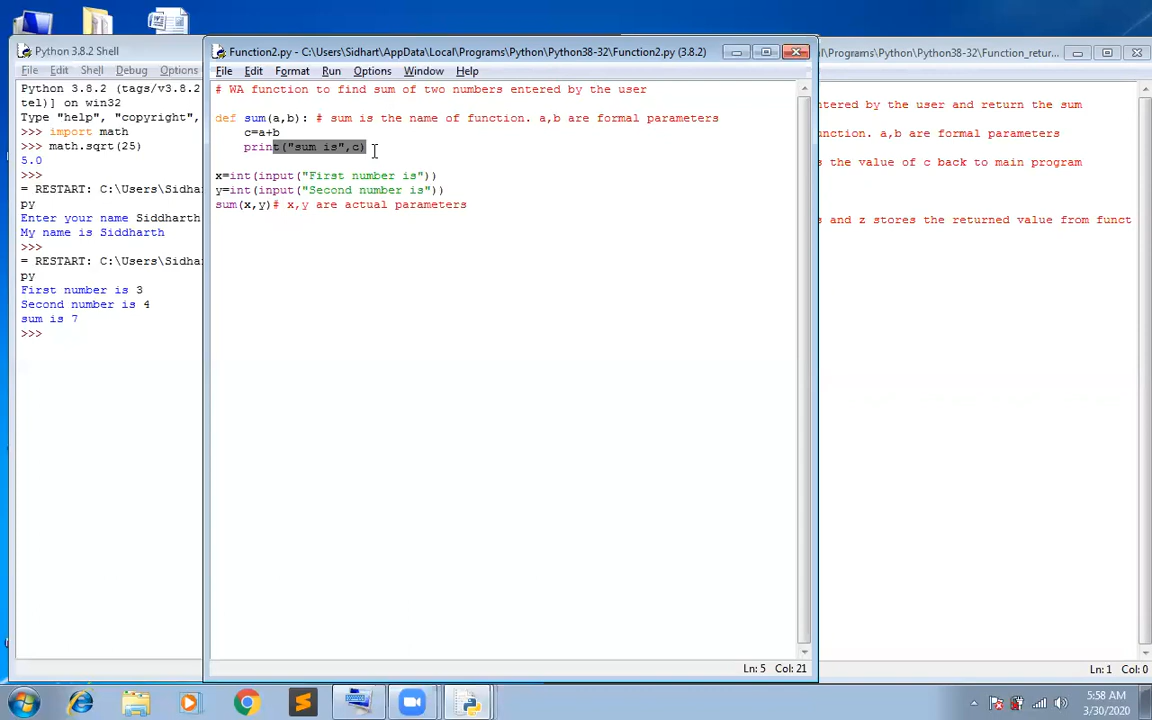 Python 3.8.2 Shell
File Edit Shell Debug Options
Python 3.8.2 (tags/v3.8.2
tel)] on win32
Type "help", "copyright",
>>> import math
>>> math.sqrt(25)
5.0
>>>
= RESTART: C:\Users\Sidhar
py
Enter your name Siddharth
My name is Siddharth
>>>
= RESTART: C:\Users\Sidhar
py
First number is 3
Second number is 4
sum is 7
>>>
Function2.py - C:\Users\Sidhart\AppData\Local\Programs\Python\Python38-32\Function2.py (3.8.2)
File Edit Format Run Options Window Help
# WA function to find sum of two numbers entered by the user
def sum(a,b): # sum is the name of function. a,b are formal parameters
c=a+b
print("sum is",c)
x=int(input("First number is"))
y=int(input("Second number is"))
sum(x,y)# x,y are actual parameters
Ln: 5 Col: 21
al/Programs/Python/Python38-32/Function_retur...
ntered by the user and return the sum
unction. a,b are formal parameters
s the value of c back to main program
s and z stores the returned value from funct
Ln: 1 Col: 0
5:58 AM
3/30/2020